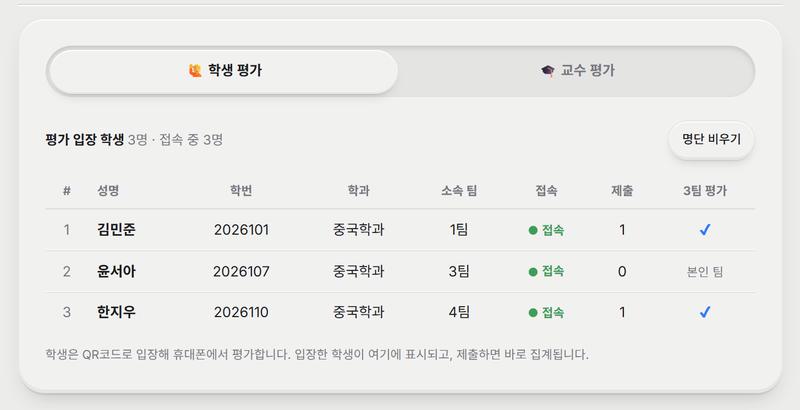 학생 평가
교수 평가
평가 입장 학생 3명 · 접속 중 3명
명단 비우기
# 성명 학번 학과 소속 팀 접속 제출 3팀 평가
1 김민준 2026101 중국학과 1팀 접속 1 ✓
2 윤서아 2026107 중국학과 3팀 접속 0 본인 팀
3 한지우 2026110 중국학과 4팀 접속 1 ✓
학생은 QR코드로 입장해 휴대폰에서 평가합니다. 입장한 학생이 여기에 표시되고, 제출하면 바로 집계됩니다.